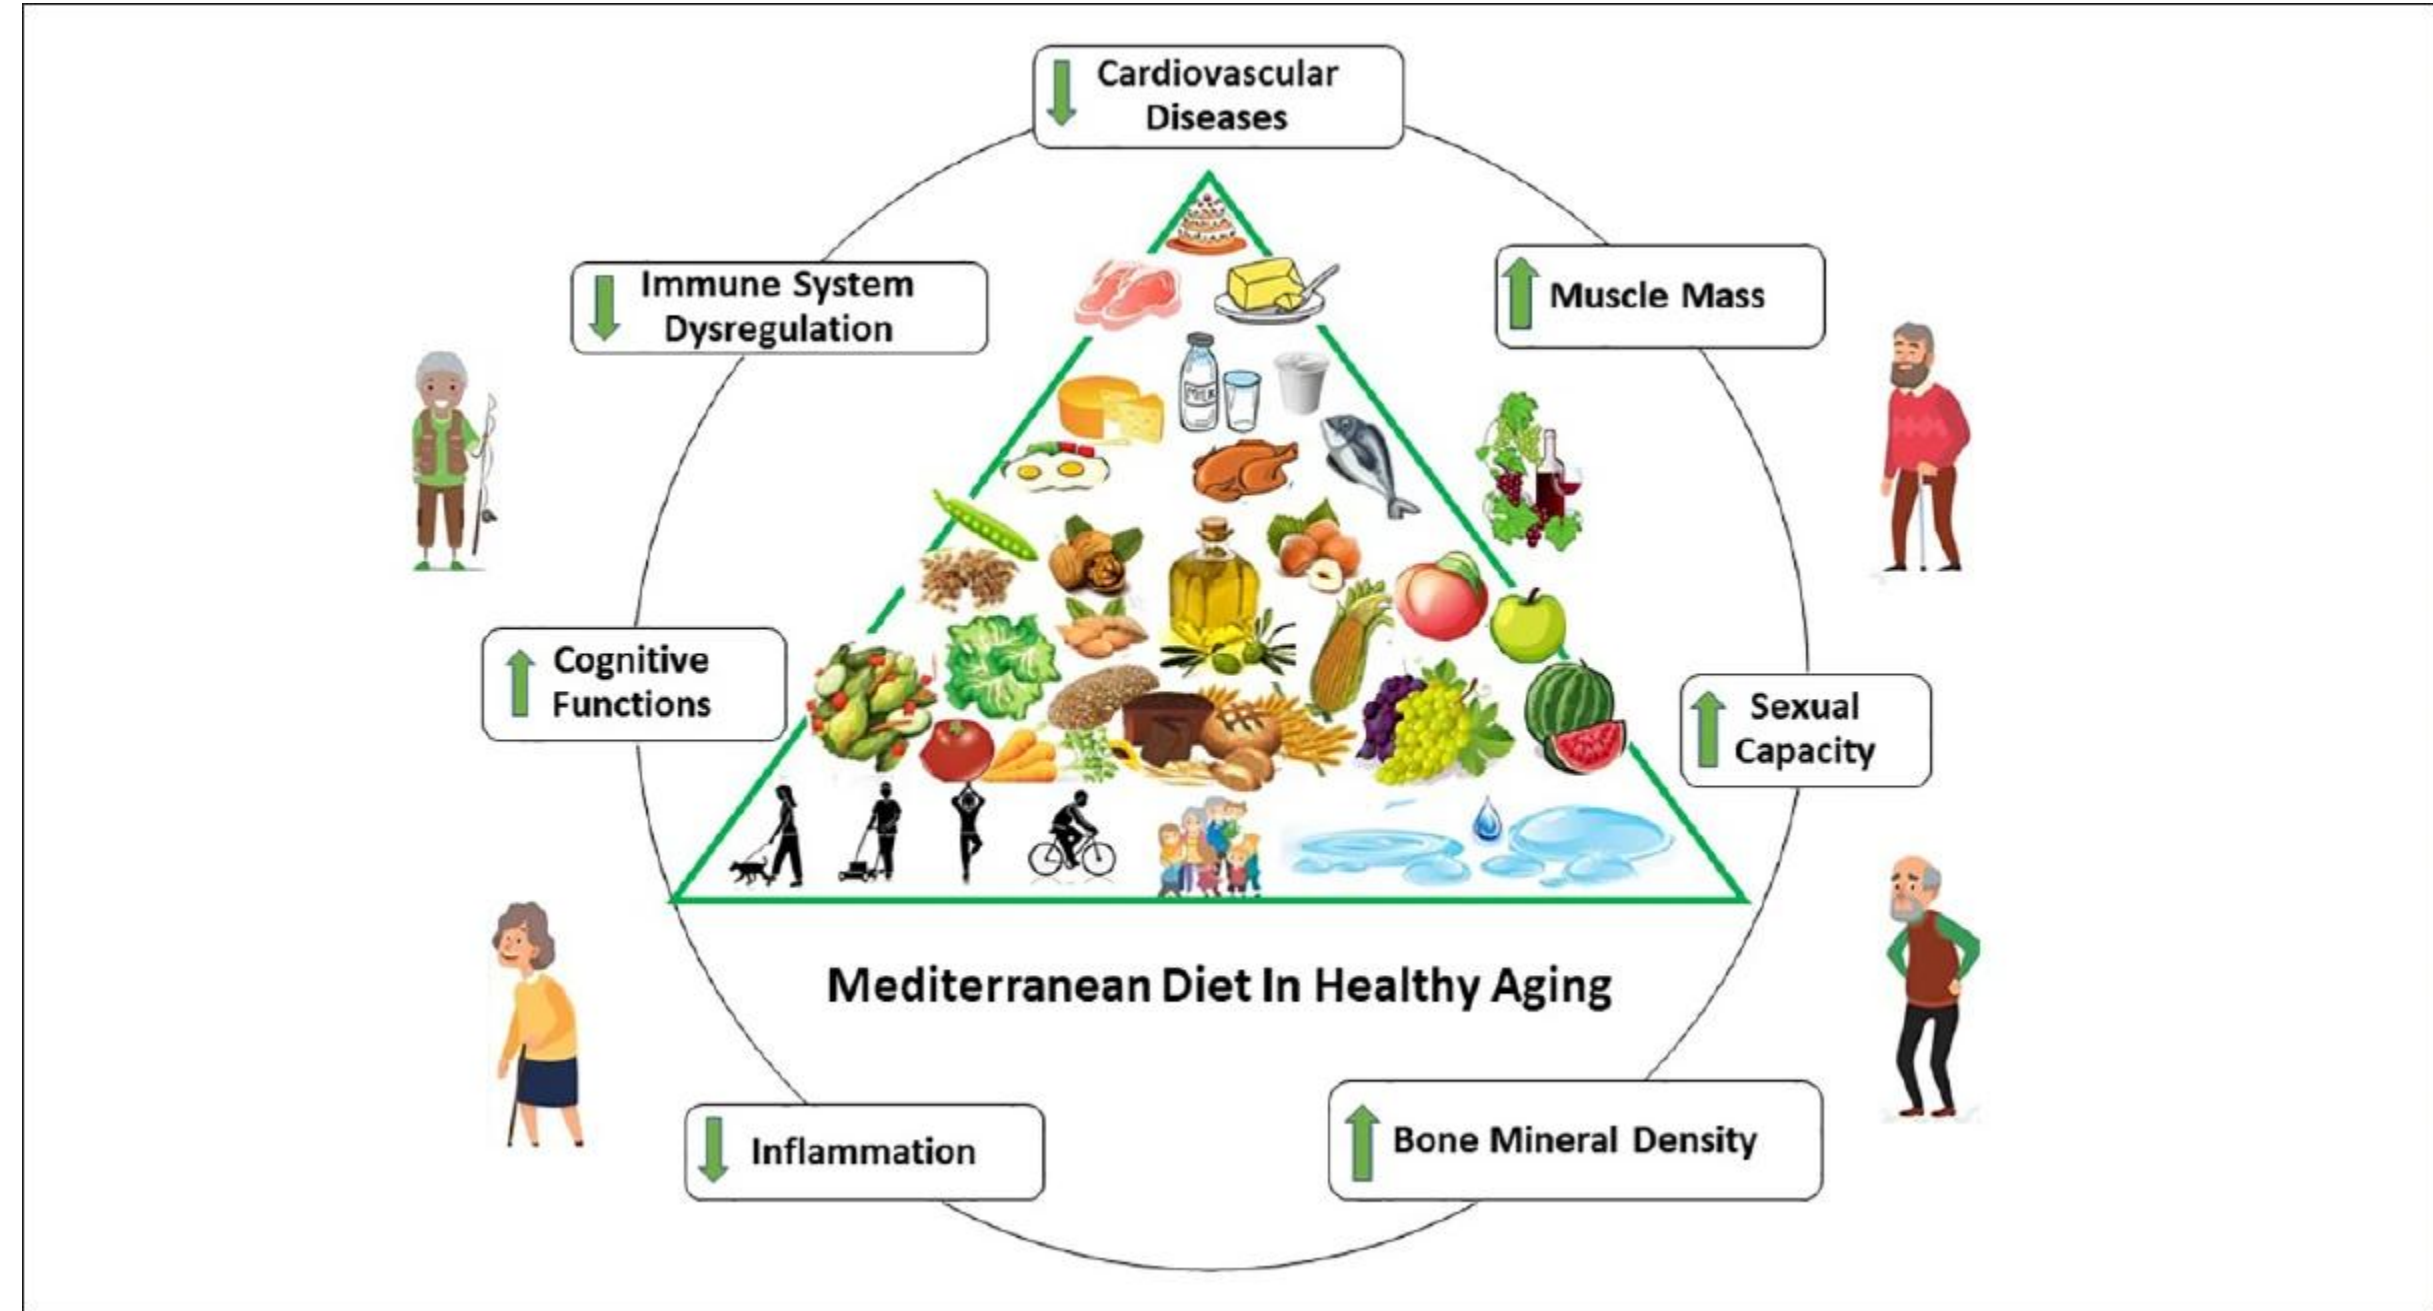 Cardiovascular
Diseases
Immune System
Dysregulation
Muscle Mass
MILK
Cognitive
Functions
Sexual
Capacity
Mediterranean Diet In Healthy Aging
Inflammation
Bone Mineral Density